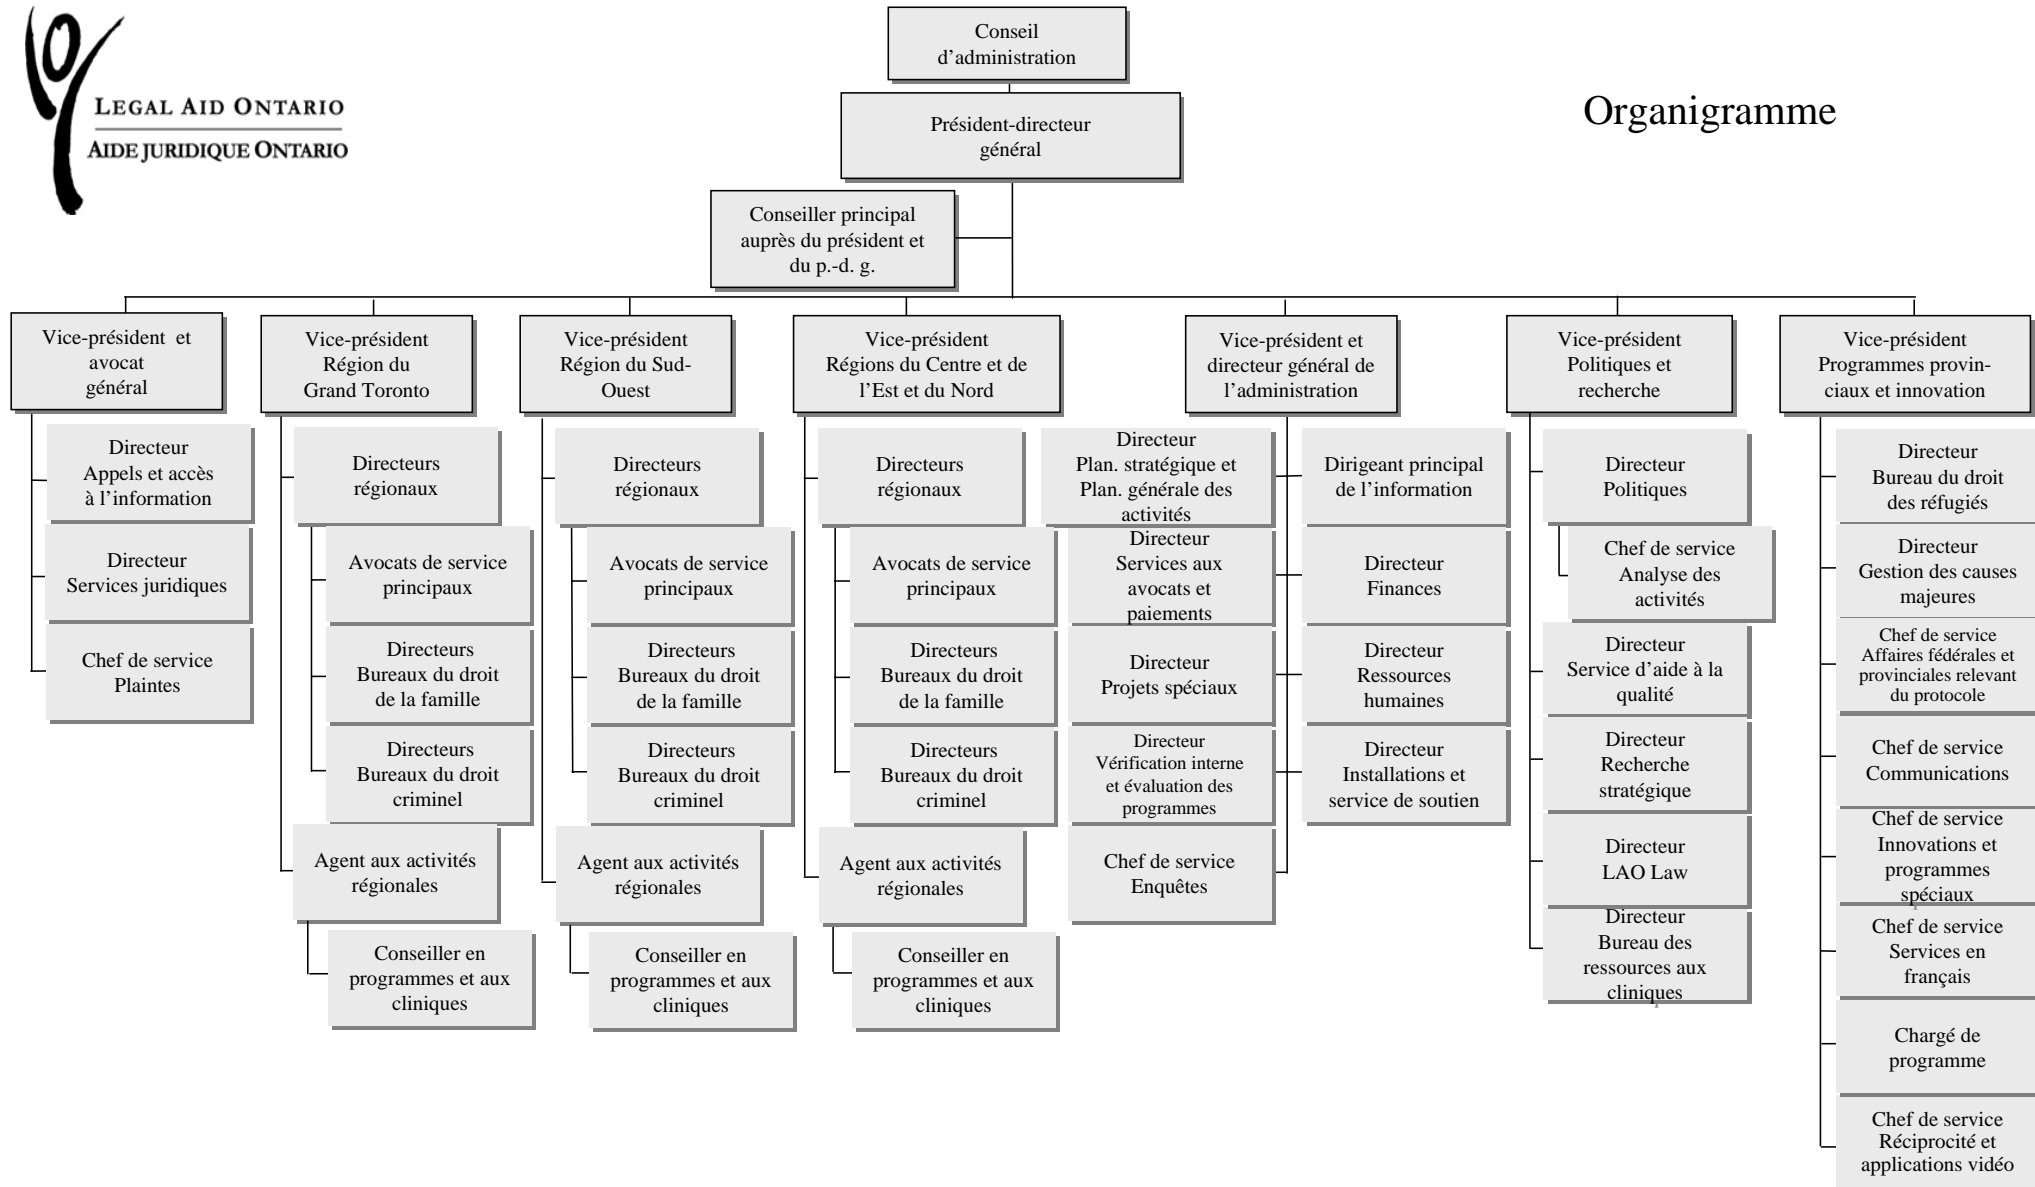 LEGAL AID ONTARIO
AIDE JURIDIQUE ONTARIO
Organigramme
Conseil
d’administration
Président-directeur
général
Conseiller principal
auprès du président et
du p.-d. g.
Vice-président et
avocat
général
Directeur
Appels et accès
à l’information
Directeur
Services juridiques
Chef de service
Plaintes
Vice-président
Région du
Grand Toronto
Directeurs
régionaux
Avocats de service
principaux
Directeurs
Bureaux du droit
de la famille
Directeurs
Bureaux du droit
criminel
Agent aux activités
régionales
Conseiller en
programmes et aux
cliniques
Vice-président
Région du Sud-
Ouest
Directeurs
régionaux
Avocats de service
principaux
Directeurs
Bureaux du droit
de la famille
Directeurs
Bureaux du droit
criminel
Agent aux activités
régionales
Conseiller en
programmes et aux
cliniques
Vice-président
Régions du Centre et de
l’Est et du Nord
Directeurs
régionaux
Avocats de service
principaux
Directeurs
Bureaux du droit
de la famille
Directeurs
Bureaux du droit
criminel
Agent aux activités
régionales
Conseiller en
programmes et aux
cliniques
Vice-président et
directeur général de
l’administration
Directeur
Plan. stratégique et
Plan. générale des
activités
Directeur
Services aux
avocats et
paiements
Directeur
Projets spéciaux
Directeur
Vérification interne
et évaluation des
programmes
Chef de service
Enquêtes
Dirigeant principal
de l’information
Directeur
Finances
Directeur
Ressources
humaines
Directeur
Installations et
service de soutien
Vice-président
Politiques et
recherche
Directeur
Politiques
Chef de service
Analyse des
activités
Directeur
Service d’aide à la
qualité
Directeur
Recherche
stratégique
Directeur
LAO Law
Directeur
Bureau des
ressources aux
cliniques
Vice-président
Programmes provin-
ciaux et innovation
Directeur
Bureau du droit
des réfugiés
Directeur
Gestion des causes
majeures
Chef de service
Affaires fédérales et
provinciales relevant
du protocole
Chef de service
Communications
Chef de service
Innovations et
programmes
spéciaux
Chef de service
Services en
français
Chargé de
programme
Chef de service
Réciprocité et
applications vidéo